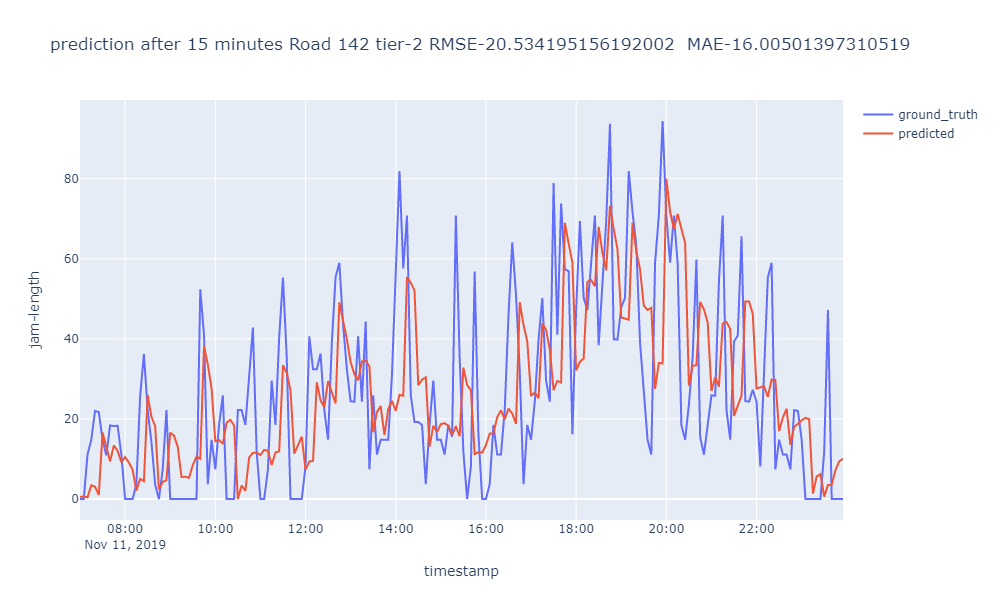 prediction after 15 minutes Road 142 tier-2 RMSE-20.534195156192002  MAE-16.00501397310519
ground_truth
predicted
80
60
40
20
0
jam-length
08:00 10:00 12:00 14:00 16:00 18:00 20:00 22:00
Nov 11, 2019
timestamp